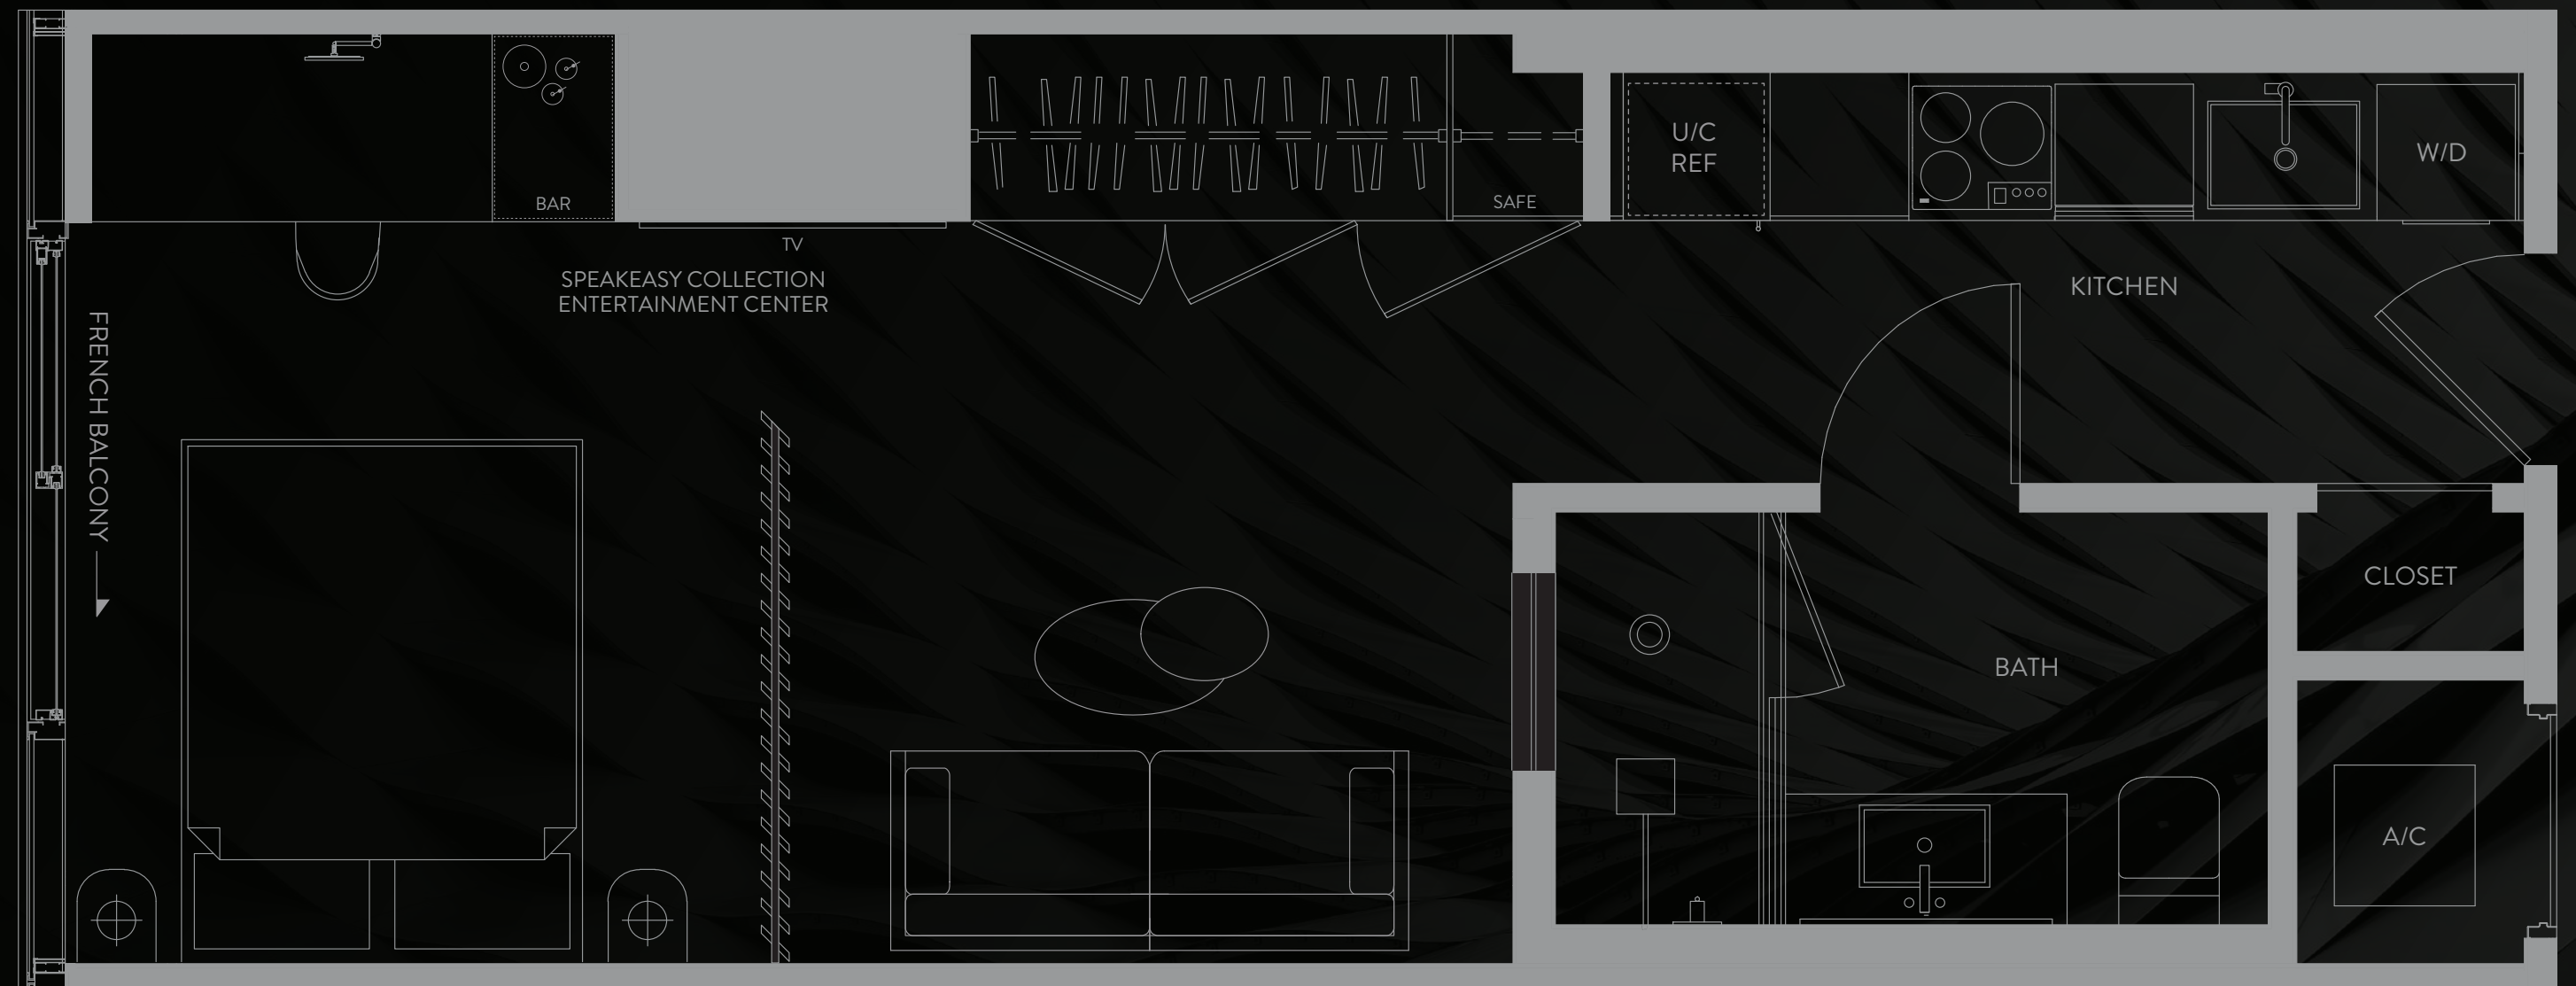 BAR
TV
SPEAKEASY COLLECTION
ENTERTAINMENT CENTER
FRENCH BALCONY
SAFE
U/C
REF
W/D
KITCHEN
CLOSET
BATH
A/C